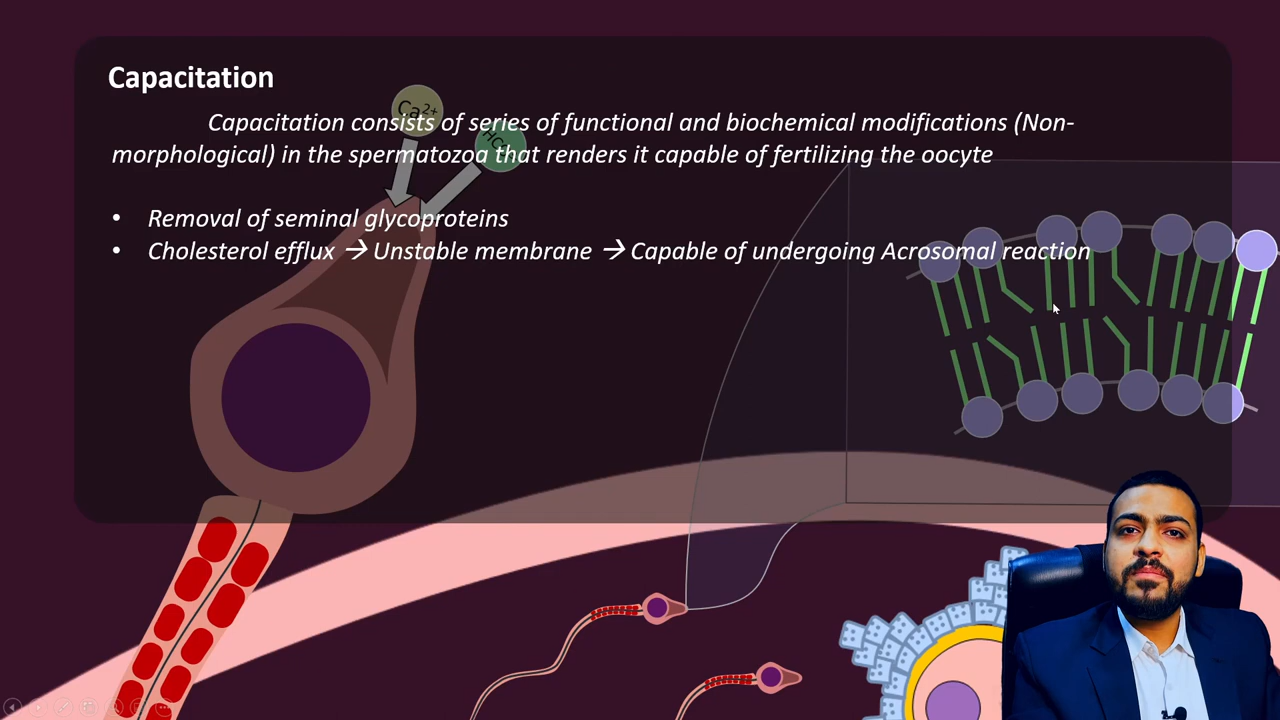 Capacitation
Ca²⁺
Capacitation consists of series of functional and biochemical modifications (Non-
morphological) in the spermatozoa that renders it capable of fertilizing the oocyte
• Removal of seminal glycoproteins
• Cholesterol efflux → Unstable membrane → Capable of undergoing Acrosomal reaction